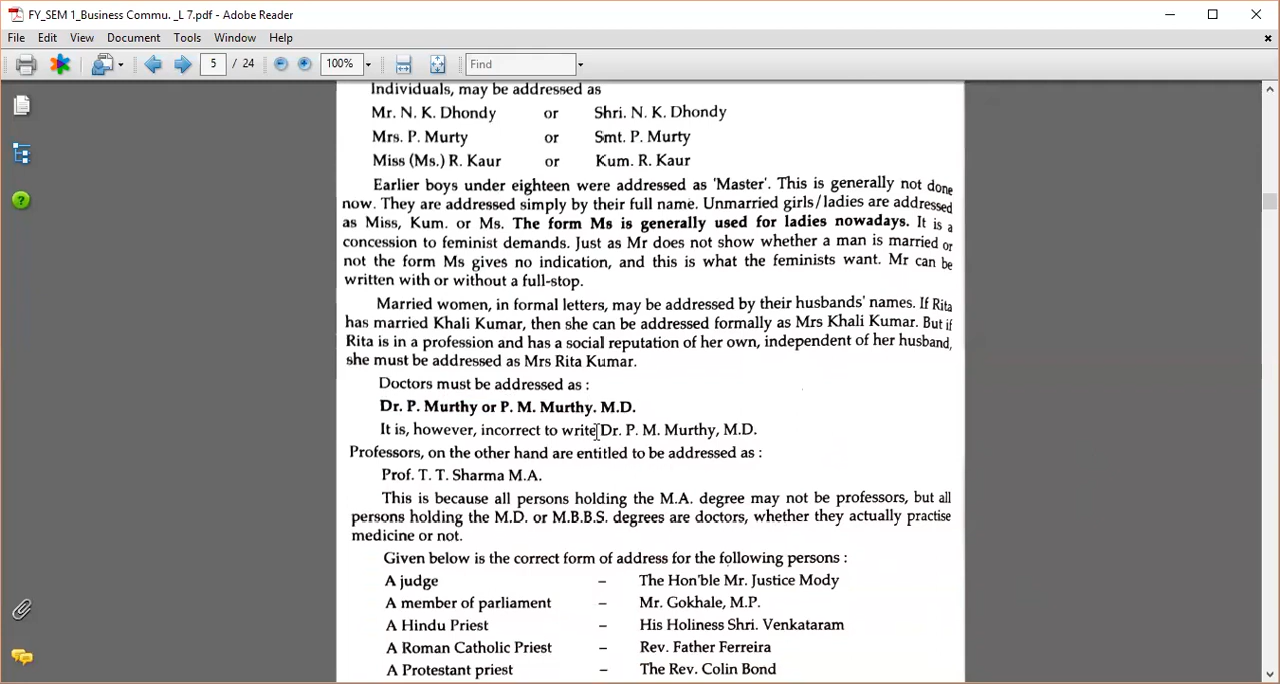 FY_SEM 1_Business Commu. _L 7.pdf - Adobe Reader
File Edit View Document Tools Window Help
5 / 24 100% Find
Individuals, may be addressed as
Mr. N. K. Dhondy or Shri. N. K. Dhondy
Mrs. P. Murty or Smt. P. Murty
Miss (Ms.) R. Kaur or Kum. R. Kaur
Earlier boys under eighteen were addressed as 'Master'. This is generally not done
now. They are addressed simply by their full name. Unmarried girls/ladies are addressed
as Miss, Kum. or Ms. The form Ms is generally used for ladies nowadays. It is a
concession to feminist demands. Just as Mr does not show whether a man is married or
not the form Ms gives no indication, and this is what the feminists want. Mr can be
written with or without a full-stop.
Married women, in formal letters, may be addressed by their husbands' names. If Rita
has married Khali Kumar, then she can be addressed formally as Mrs Khali Kumar. But if
Rita is in a profession and has a social reputation of her own, independent of her husband,
she must be addressed as Mrs Rita Kumar.
Doctors must be addressed as :
Dr. P. Murthy or P. M. Murthy. M.D.
It is, however, incorrect to write Dr. P. M. Murthy, M.D.
Professors, on the other hand are entitled to be addressed as :
Prof. T. T. Sharma M.A.
This is because all persons holding the M.A. degree may not be professors, but all
persons holding the M.D. or M.B.B.S. degrees are doctors, whether they actually practise
medicine or not.
Given below is the correct form of address for the following persons :
A judge – The Hon'ble Mr. Justice Mody
A member of parliament – Mr. Gokhale, M.P.
A Hindu Priest – His Holiness Shri. Venkataram
A Roman Catholic Priest – Rev. Father Ferreira
A Protestant priest – The Rev. Colin Bond